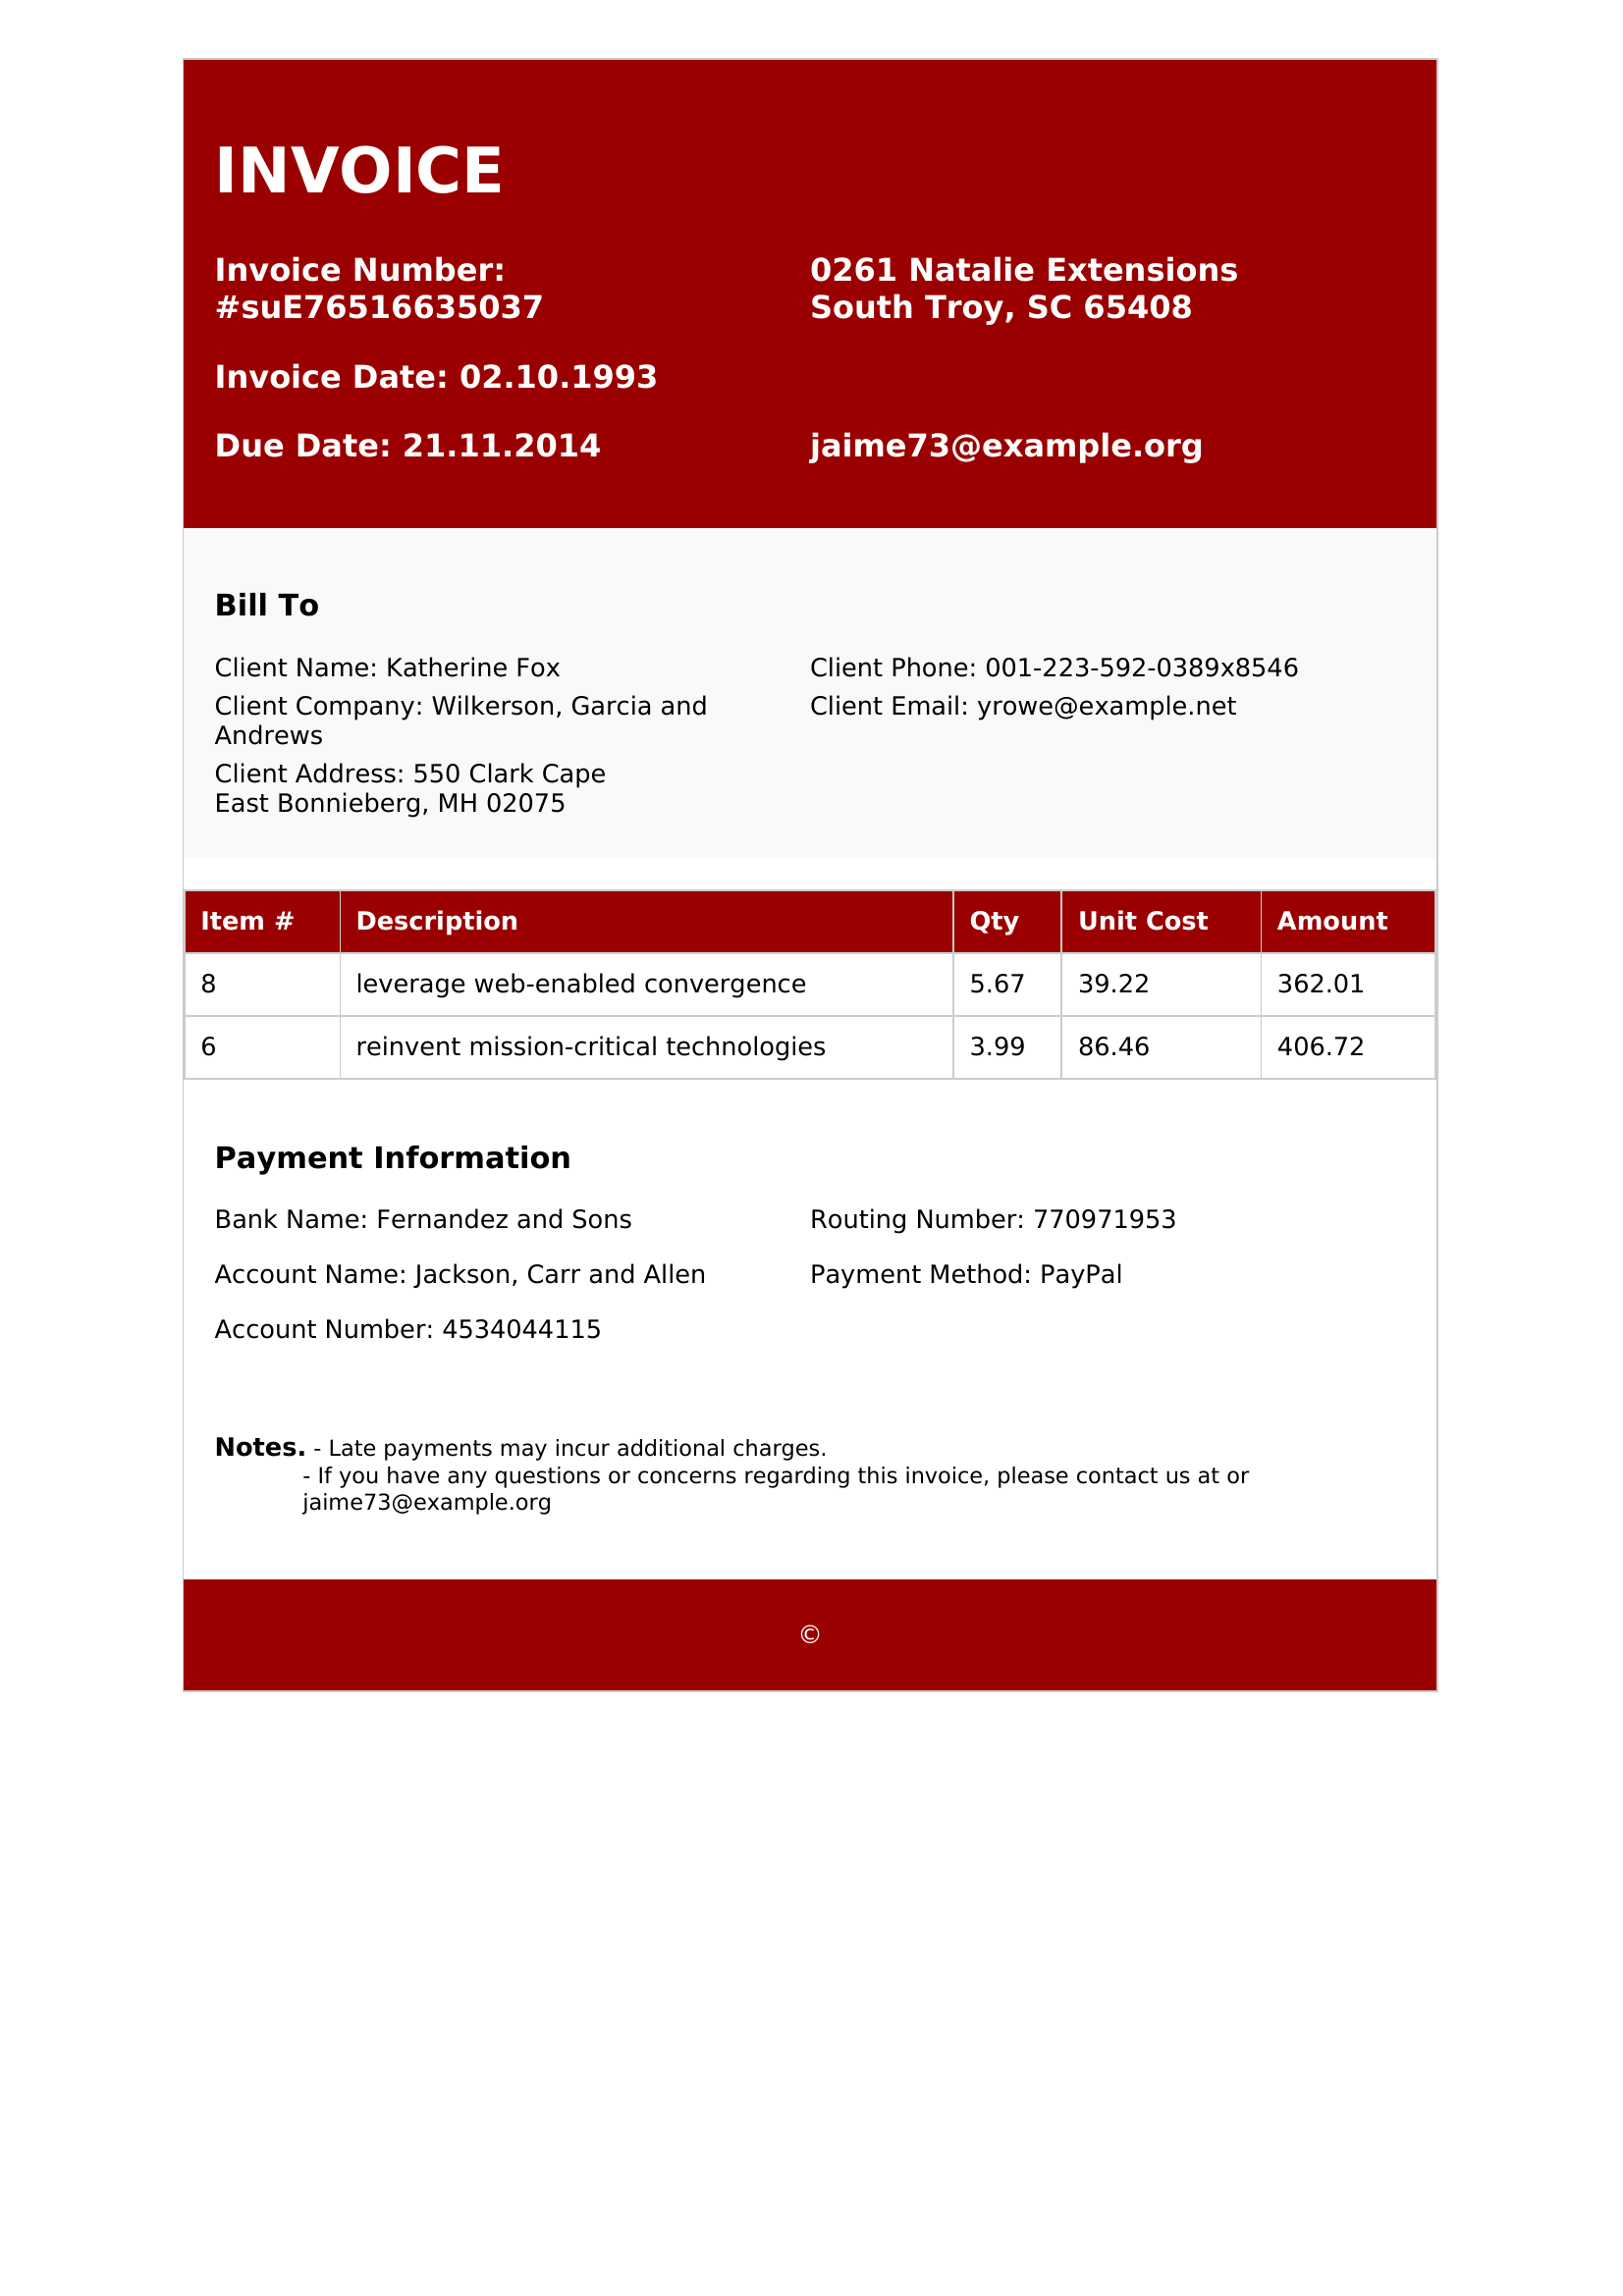 INVOICE
Invoice Number:
#suE76516635037
0261 Natalie Extensions
South Troy, SC 65408
Invoice Date: 02.10.1993
Due Date: 21.11.2014
jaime73@example.org
Bill To
Client Name: Katherine Fox
Client Phone: 001-223-592-0389x8546
Client Company: Wilkerson, Garcia and
Andrews
Client Email: yrowe@example.net
Client Address: 550 Clark Cape
East Bonnieberg, MH 02075
Item # Description Qty Unit Cost Amount
8 leverage web-enabled convergence 5.67 39.22 362.01
6 reinvent mission-critical technologies 3.99 86.46 406.72
Payment Information
Bank Name: Fernandez and Sons
Routing Number: 770971953
Account Name: Jackson, Carr and Allen
Payment Method: PayPal
Account Number: 4534044115
Notes. - Late payments may incur additional charges.
- If you have any questions or concerns regarding this invoice, please contact us at or
jaime73@example.org
©